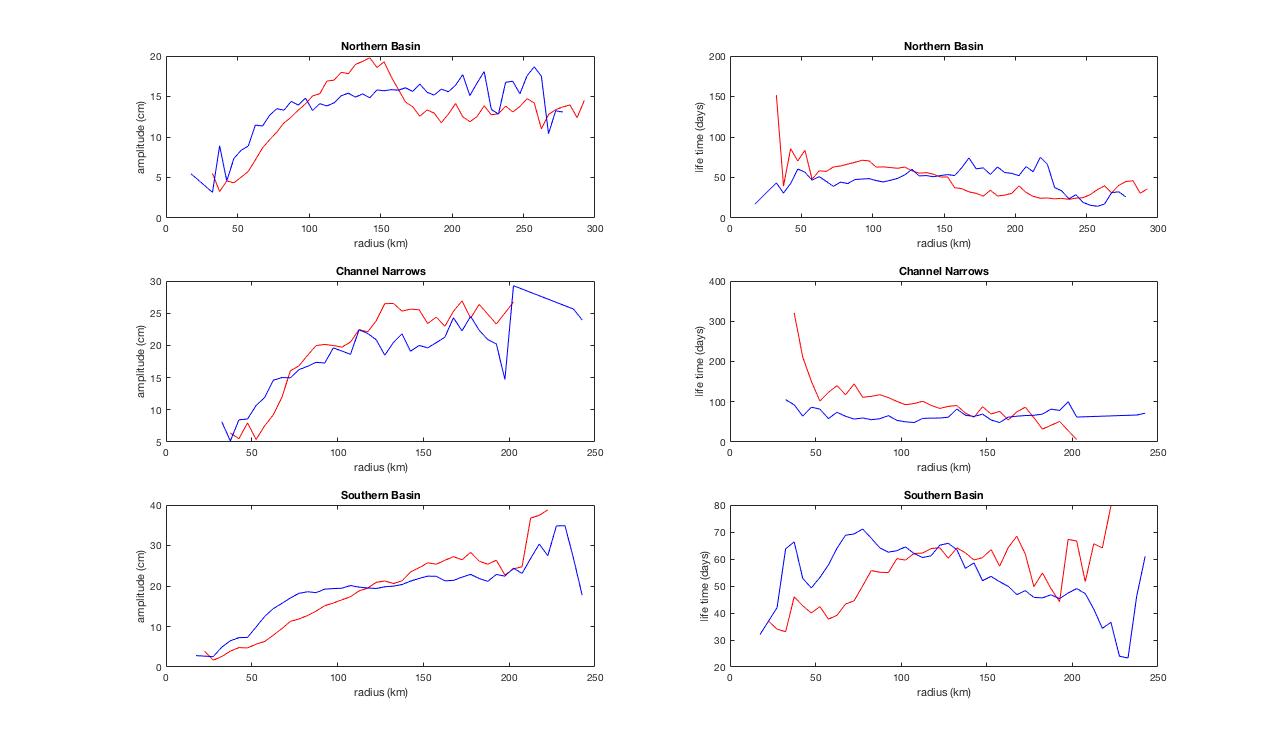 Northern Basin
20
15
10
5
0
amplitude (cm)
0 50 100 150 200 250 300
radius (km)
Northern Basin
200
150
100
50
0
life time (days)
0 50 100 150 200 250 300
radius (km)
Channel Narrows
30
25
20
15
10
5
amplitude (cm)
0 50 100 150 200 250
radius (km)
Channel Narrows
400
300
200
100
0
life time (days)
0 50 100 150 200 250
radius (km)
Southern Basin
40
30
20
10
0
amplitude (cm)
0 50 100 150 200 250
radius (km)
Southern Basin
80
70
60
50
40
30
20
life time (days)
0 50 100 150 200 250
radius (km)